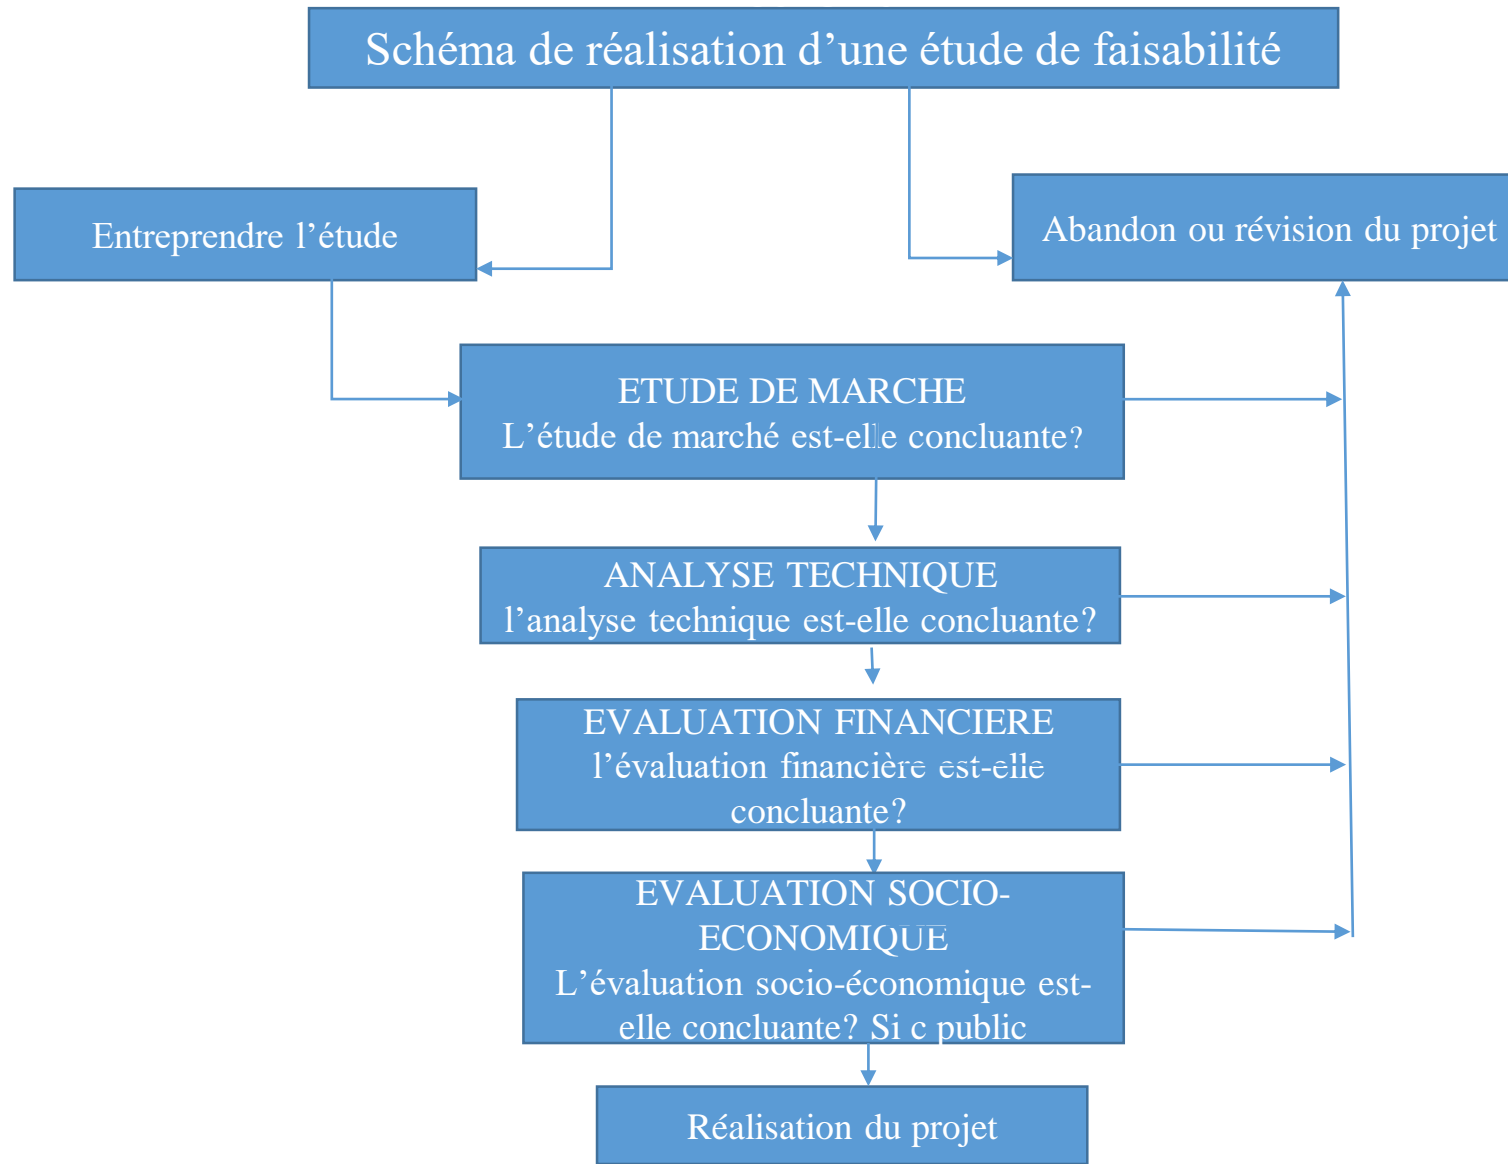 Schéma de réalisation d’une étude de faisabilité
Entreprendre l’étude
Abandon ou révision du projet
ETUDE DE MARCHE
L’étude de marché est-elle concluante?
ANALYSE TECHNIQUE
l’analyse technique est-elle concluante?
EVALUATION FINANCIERE
l’évaluation financière est-elle
concluante?
EVALUATION SOCIO-
ECONOMIQUE
L’évaluation socio-économique est-
elle concluante? Si c public
Réalisation du projet